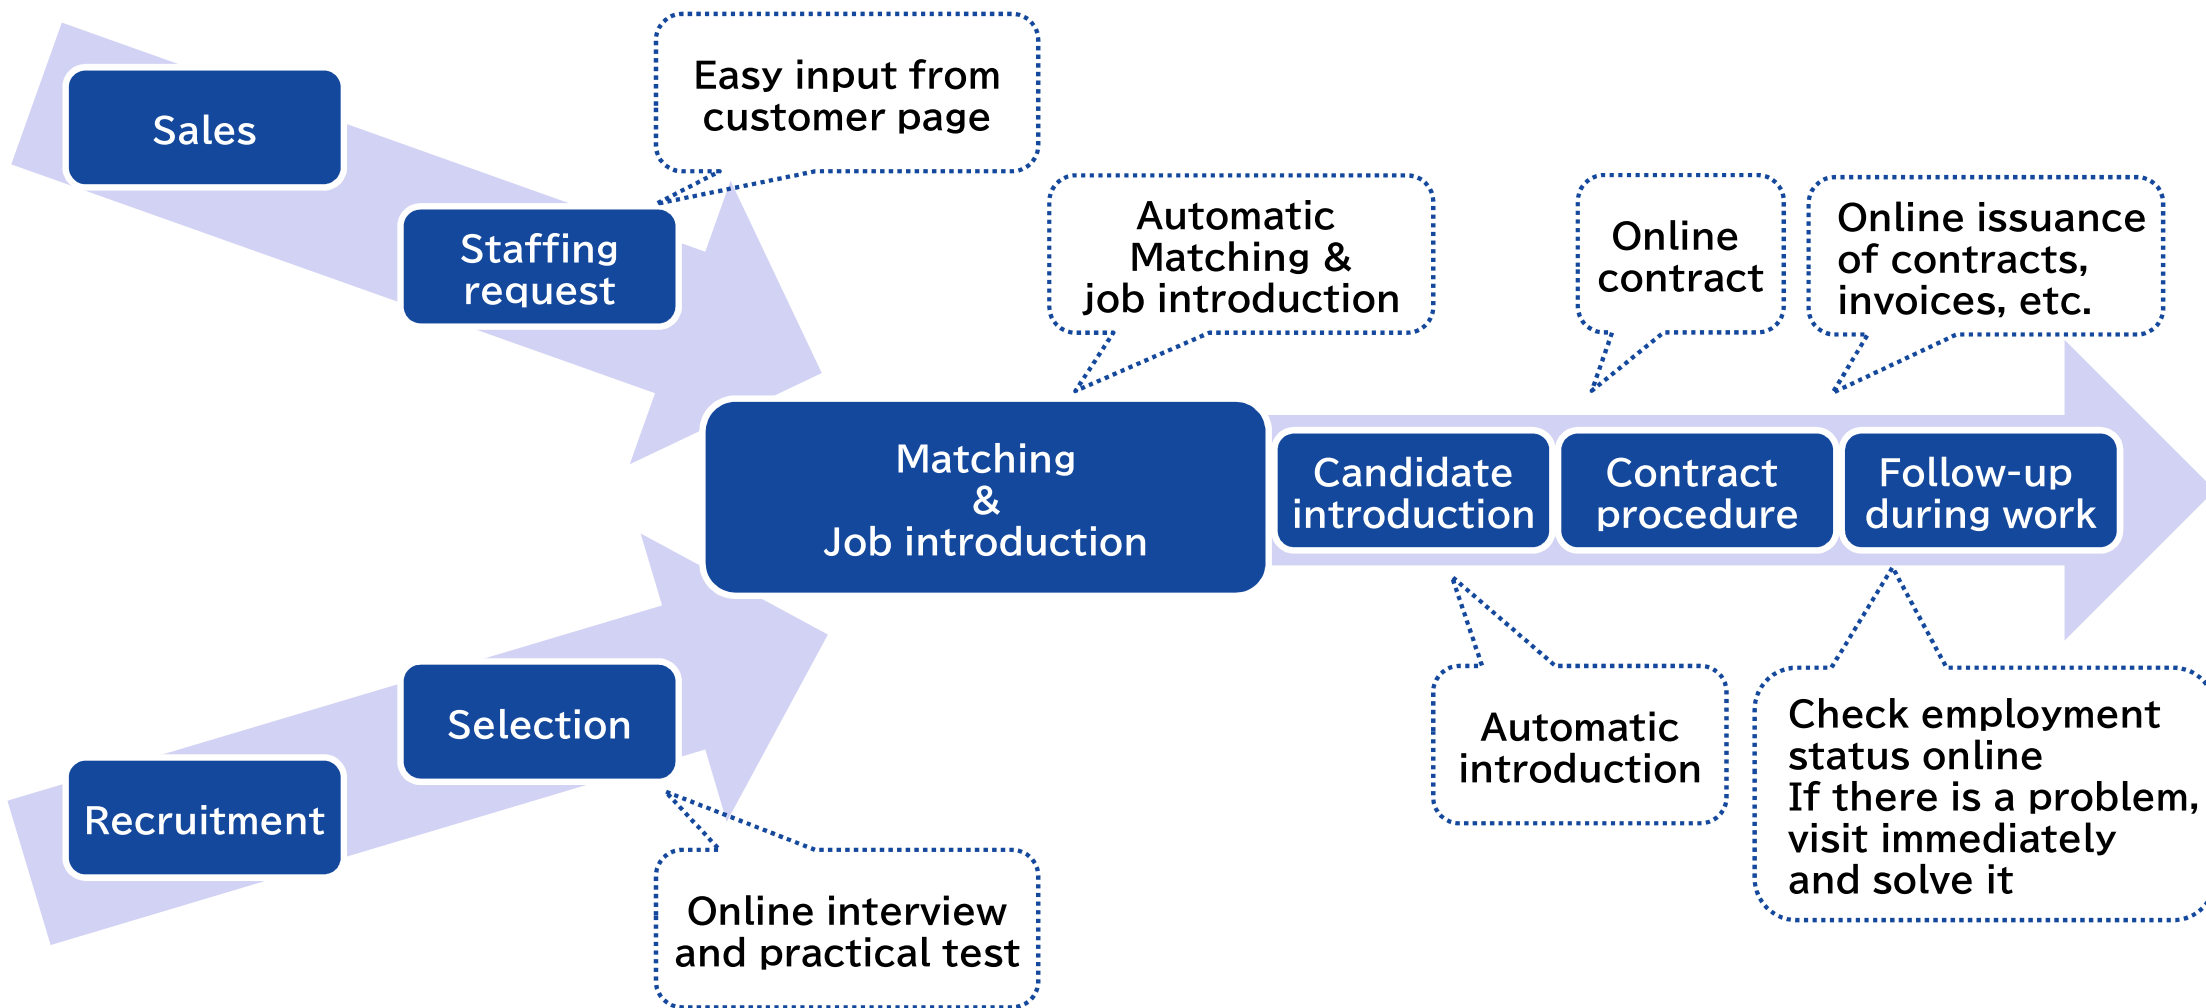 Sales
Easy input from
customer page
Staffing
request
Automatic
Matching &
job introduction
Online
contract
Online issuance
of contracts,
invoices, etc.
Matching
&
Job introduction
Candidate
introduction
Contract
procedure
Follow-up
during work
Recruitment
Selection
Online interview
and practical test
Automatic
introduction
Check employment
status online
If there is a problem,
visit immediately
and solve it